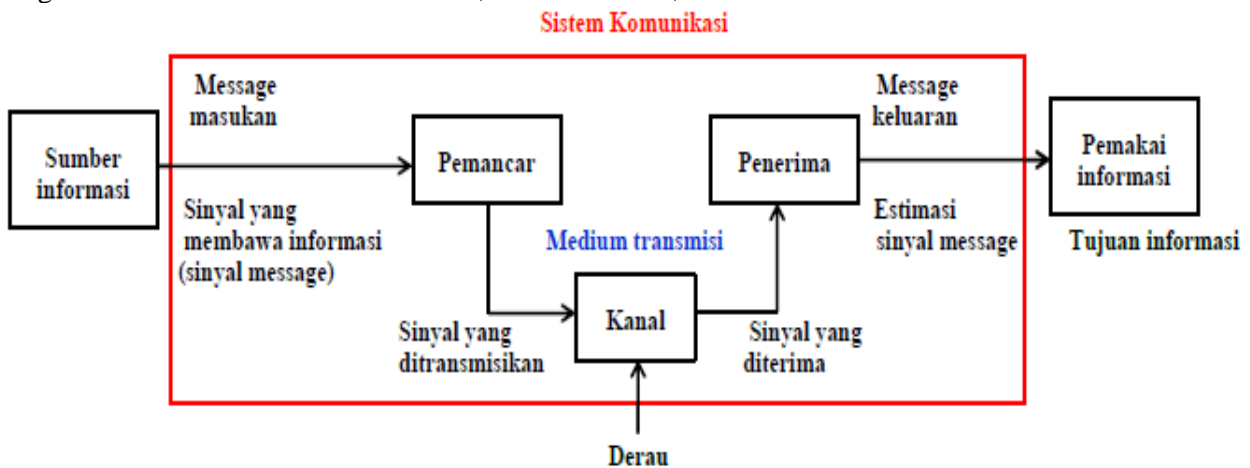 Sistem Komunikasi
Message
masukan
Message
keluaran
Sumber
informasi
Pemancar
Penerima
Pemakai
informasi
Sinyal yang
membawa informasi
(sinyal message)
Medium transmisi
Estimasi
sinyal message
Tujuan informasi
Kanal
Sinyal yang
ditransmisikan
Sinyal yang
diterima
Derau